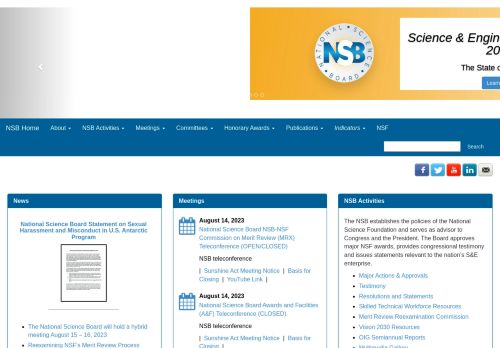 NATIONAL SCIENCE BOARD
NSB
Science & Engin
20
The State o
Learn
NSB Home About NSB Activities Meetings Committees Honorary Awards Publications Indicators NSF
Search
News
National Science Board Statement on Sexual
Harassment and Misconduct in U.S. Antarctic
Program
The National Science Board will hold a hybrid
meeting August 15 – 16, 2023
Reexamining NSF's Merit Review Process
Meetings
August 14, 2023
National Science Board NSB-NSF
Commission on Merit Review (MRX)
Teleconference (OPEN/CLOSED)
NSB teleconference
| Sunshine Act Meeting Notice | Basis for
Closing | YouTube Link |
August 14, 2023
National Science Board Awards and Facilities
(A&F) Teleconference (CLOSED)
NSB teleconference
| Sunshine Act Meeting Notice | Basis for
Closing |
NSB Activities
The NSB establishes the policies of the National
Science Foundation and serves as advisor to
Congress and the President. The Board approves
major NSF awards, provides congressional testimony
and issues statements relevant to the nation's S&E
enterprise.
Major Actions & Approvals
Testimony
Resolutions and Statements
Skilled Technical Workforce Resources
Merit Review Reexamination Commission
Vision 2030 Resources
OIG Semiannual Reports
Multimedia Gallery